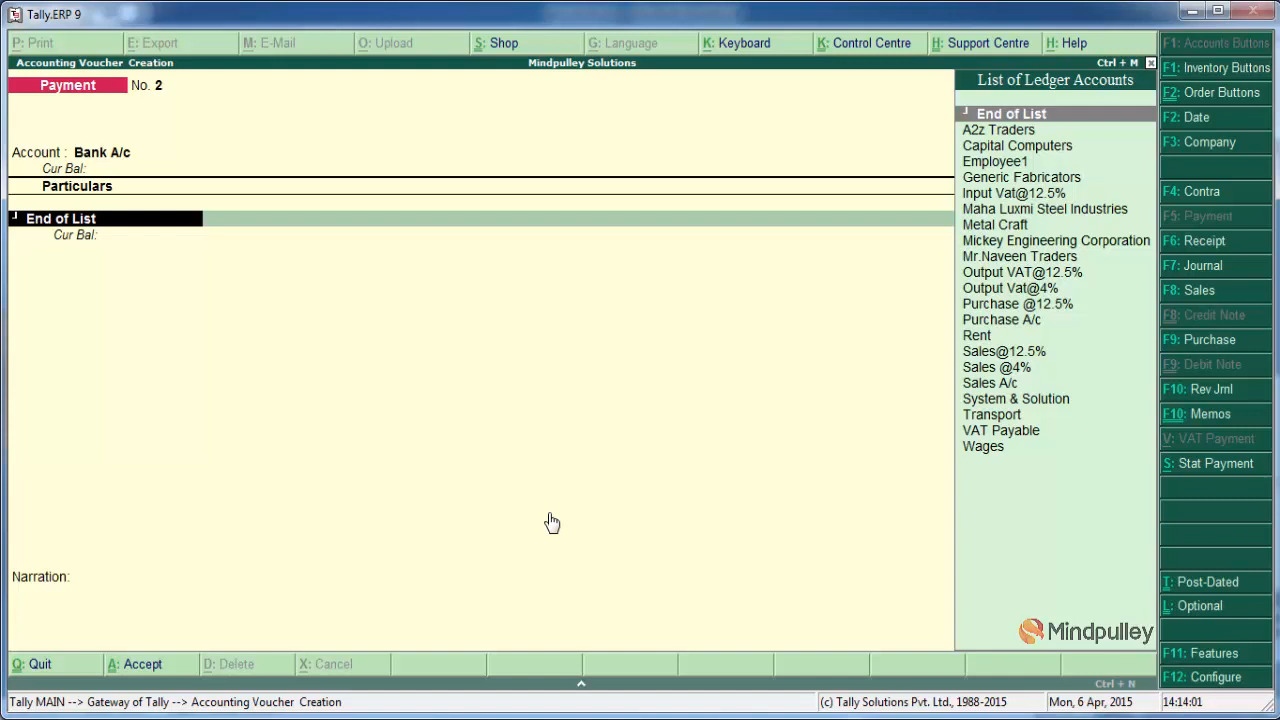 Tally.ERP 9
P: Print E: Export M: E-Mail O: Upload S: Shop G: Language K: Keyboard K: Control Centre H: Support Centre H: Help
Accounting Voucher Creation Mindpulley Solutions Ctrl + M x
Payment No. 2
Account : Bank A/c
Cur Bal:
Particulars
End of List
Cur Bal:
Narration:
List of Ledger Accounts
End of List
A2z Traders
Capital Computers
Employee1
Generic Fabricators
Input Vat@12.5%
Maha Luxmi Steel Industries
Metal Craft
Mickey Engineering Corporation
Mr.Naveen Traders
Output VAT@12.5%
Output Vat@4%
Purchase @12.5%
Purchase A/c
Rent
Sales@12.5%
Sales @4%
Sales A/c
System & Solution
Transport
VAT Payable
Wages
Mindpulley
F1: Accounts Buttons
F1: Inventory Buttons
F2: Order Buttons
F2: Date
F3: Company
F4: Contra
F5: Payment
F6: Receipt
F7: Journal
F8: Sales
F8: Credit Note
F9: Purchase
F9: Debit Note
F10: Rev Jrnl
F10: Memos
V: VAT Payment
S: Stat Payment
T: Post-Dated
L: Optional
F11: Features
F12: Configure
Q: Quit A: Accept D: Delete X: Cancel
Ctrl + N
Tally MAIN --> Gateway of Tally --> Accounting Voucher Creation (c) Tally Solutions Pvt. Ltd., 1988-2015 Mon, 6 Apr, 2015 14:14:01